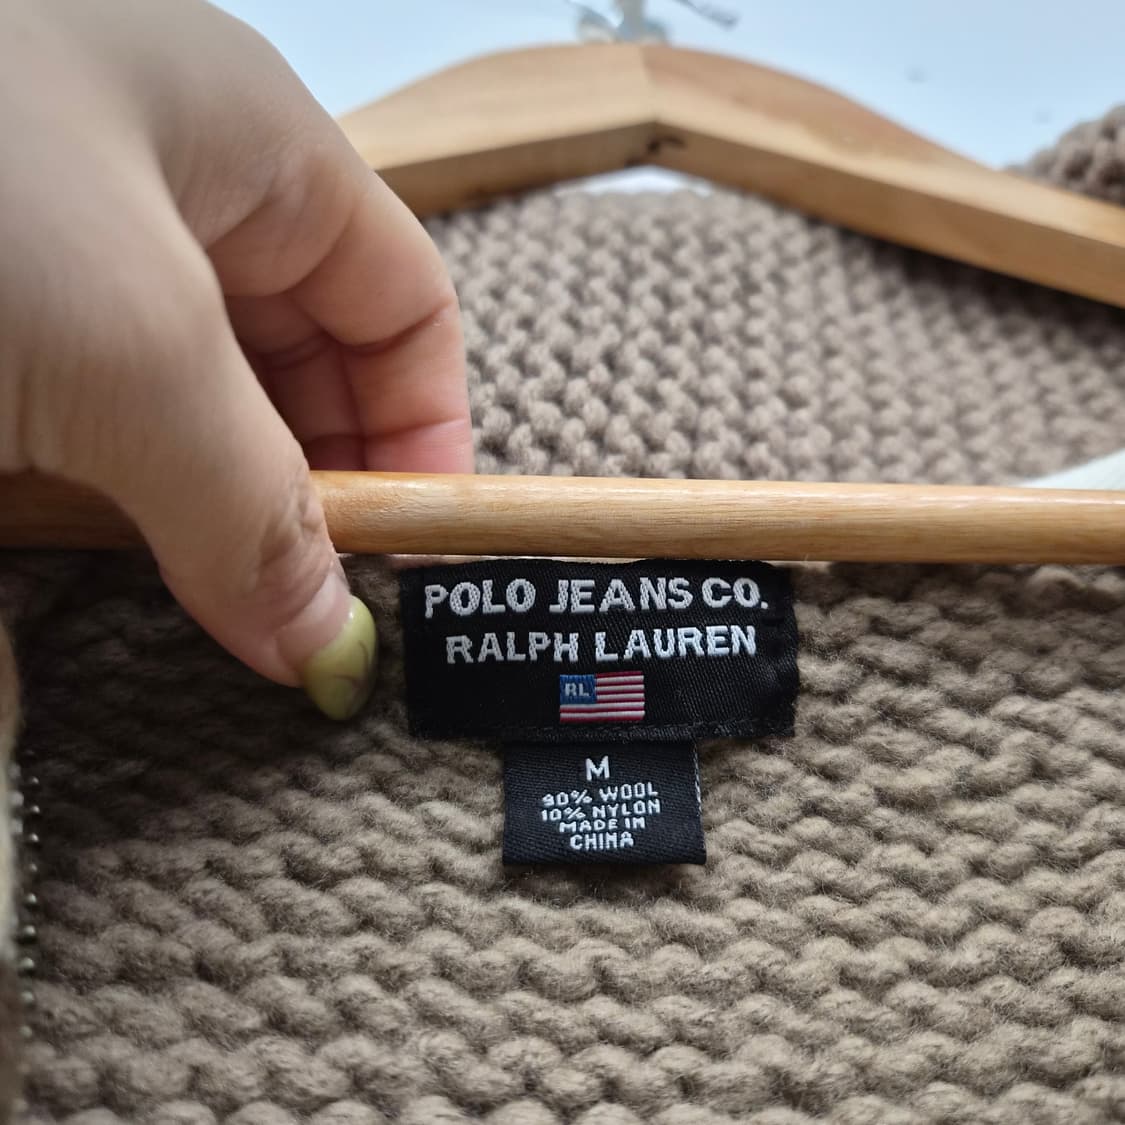 POLO JEANS CO.
RALPH LAUREN
RL
M
90% WOOL
10% NYLON
MADE IN
CHINA